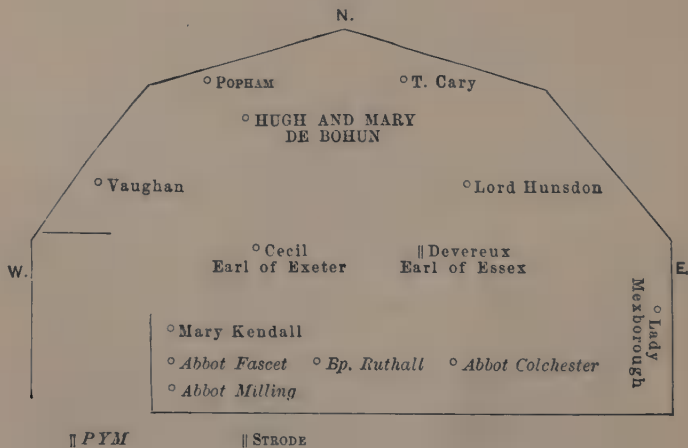 N.
° POPHAM
° T. Cary
° HUGH AND MARY
DE BOHUN
° Vaughan
° Lord Hunsdon
° Cecil
Earl of Exeter
|| Devereux
Earl of Essex
W.
E.
° Lady
Mexborough
° Mary Kendall
° Abbot Fascet ° Bp. Ruthall ° Abbot Colchester
° Abbot Milling
|| PYM
|| STRODE